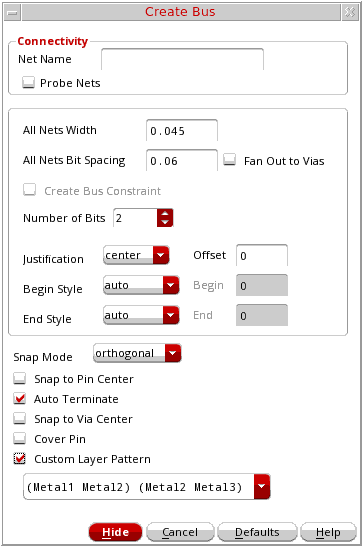 Create Bus
Connectivity
Net Name
Probe Nets
All Nets Width 0.045
All Nets Bit Spacing 0.06 Fan Out to Vias
Create Bus Constraint
Number of Bits 2
Justification center Offset 0
Begin Style auto Begin 0
End Style auto End 0
Snap Mode orthogonal
Snap to Pin Center
Auto Terminate
Snap to Via Center
Cover Pin
Custom Layer Pattern
(Metal1 Metal2) (Metal2 Metal3)
Hide Cancel Defaults Help